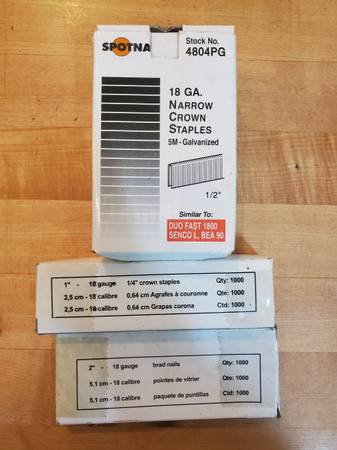 SPOTNA
Stock No.
4804PG
18 GA.
NARROW
CROWN
STAPLES
5M - Galvanized
1/2"
Similar To:
DUO FAST 1800
SENCO L, BEA 90
1" - 18 gauge 1/4" crown staples Qty: 1000
2,5 cm - 18 calibre 0,64 cm Agrafes à couronne Qte: 1000
2,5 cm - 18 calibre 0,64 cm Grapas corona Ctd: 1000
2" - 18 gauge brad nails Qty: 1000
5,1 cm - 18 calibre pointes de vitrier Qte: 1000
5,1 cm - 18 calibre paquete de puntillas Ctd: 1000